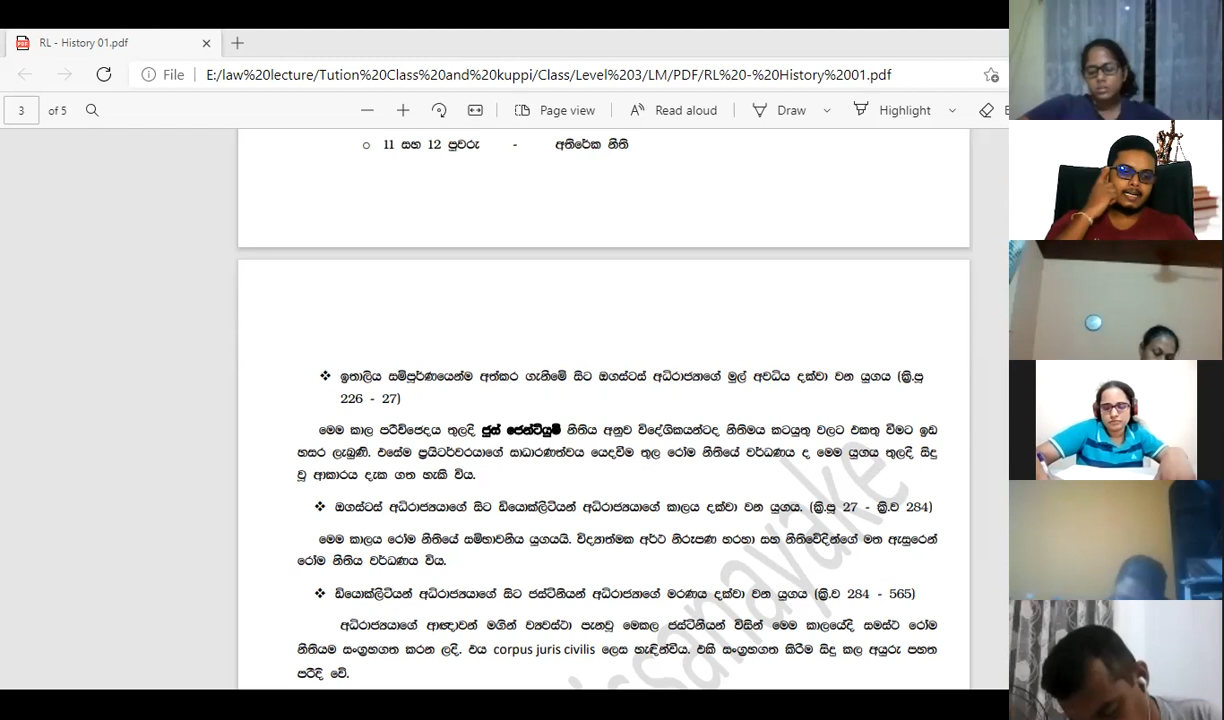 RL - History 01.pdf
File E:/law%20lecture/Tution%20Class%20and%20kuppi/Class/Level%203/LM/PDF/RL%20-%20History%2001.pdf
3 of 5 Page view Read aloud Draw Highlight
11 සහ 12 පුවරු - අතිරේක නීති
ඉතාලිය සම්පූර්ණයෙන්ම අත්කර ගැනීමේ සිට ඔගස්ටස් අධිරාජ්‍යාගේ මුල් අවධිය දක්වා වන යුගය (ක්‍රි.පූ
226 - 27)
මෙම කාල පරිච්ඡෙදය තුලදි ජුස් ජෙන්ටියුම් නීතිය අනුව විදේශිකයන්ටද නීතිමය කටයුතු වලට එකතු වීමට ඉඩ
හසර ලැබුණි. එසේම ප්‍රයිටර්වරයාගේ සාධාරණත්වය යෙදවීම තුල රෝම නීතියේ වර්ධණය ද මෙම යුගය තුලදි සිදු
වූ ආකාරය දැක ගත හැකි විය.
ඔගස්ටස් අධිරාජ්‍යයාගේ සිට ඩියොක්ලීටියන් අධිරාජ්‍යයාගේ කාලය දක්වා වන යුගය. (ක්‍රි.පූ 27 - ක්‍රි.ව 284)
මෙම කාලය රෝම නීතියේ සම්භාවනීය යුගයයි. විද්‍යාත්මක අර්ථ නිරුපණ හරහා සහ නීතිවේදින්ගේ මත ඇසුරෙන්
රෝම නීතිය වර්ධණය විය.
ඩියොක්ලීටියන් අධිරාජ්‍යයාගේ සිට ජස්ටිනියන් අධිරාජ්‍යාගේ මරණය දක්වා වන යුගය (ක්‍රි.ව 284 - 565)
අධිරාජ්‍යයාගේ ආඥාවන් මගින් ව්‍යවස්ථා පැනවූ මෙකල ජස්ටිනියන් විසින් මෙම කාලයේදි සමස්ථ රෝම
නීතියම සංග්‍රහගත කරන ලදි. එය corpus juris civilis ලෙස හැඳින්විය. එකී සංග්‍රහගත කිරීම සිදු කල අයුරු පහත
පරිදි වේ.